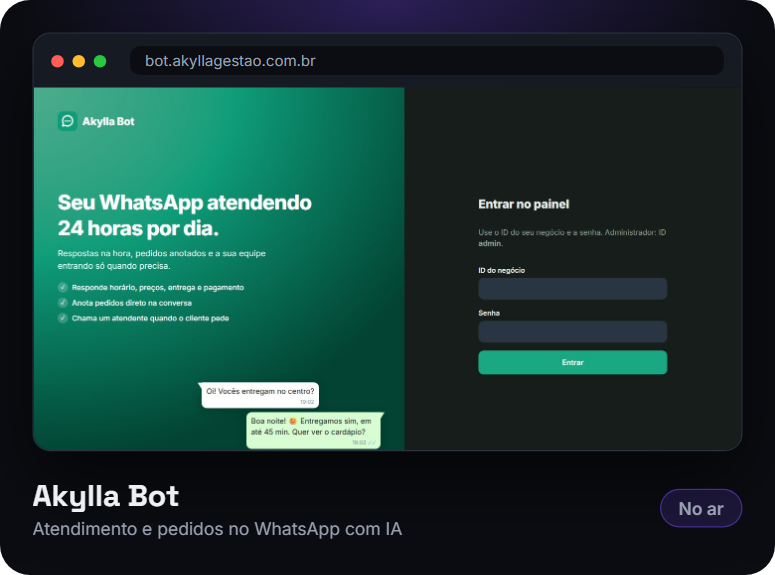 bot.akyllagestao.com.br
Akylla Bot
Seu WhatsApp atendendo
24 horas por dia.
Respostas na hora, pedidos anotados e a sua equipe
entrando só quando precisa.
Responde horário, preços, entrega e pagamento
Anota pedidos direto na conversa
Chama um atendente quando o cliente pede
Oi! Vocês entregam no centro?
19:02
Boa noite! 😊 Entregamos sim, em
até 45 min. Quer ver o cardápio?
19:02 ✓✓
Entrar no painel
Use o ID do seu negócio e a senha. Administrador: ID
admin.
ID do negócio
Senha
Entrar
Akylla Bot
Atendimento e pedidos no WhatsApp com IA
No ar